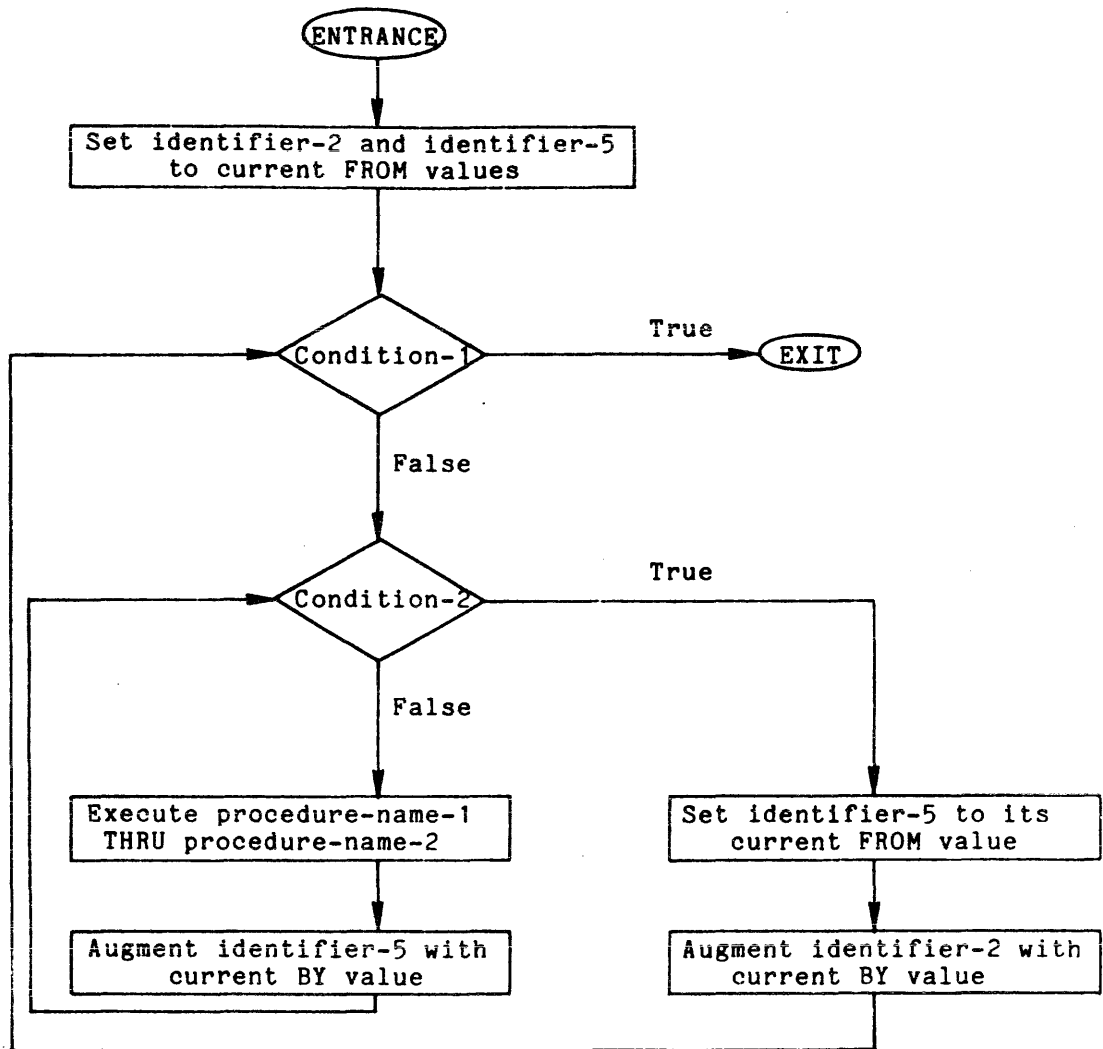 ENTRANCE
Set identifier-2 and identifier-5
to current FROM values
Condition-1
True
EXIT
False
Condition-2
True
False
Execute procedure-name-1
THRU procedure-name-2
Set identifier-5 to its
current FROM value
Augment identifier-5 with
current BY value
Augment identifier-2 with
current BY value